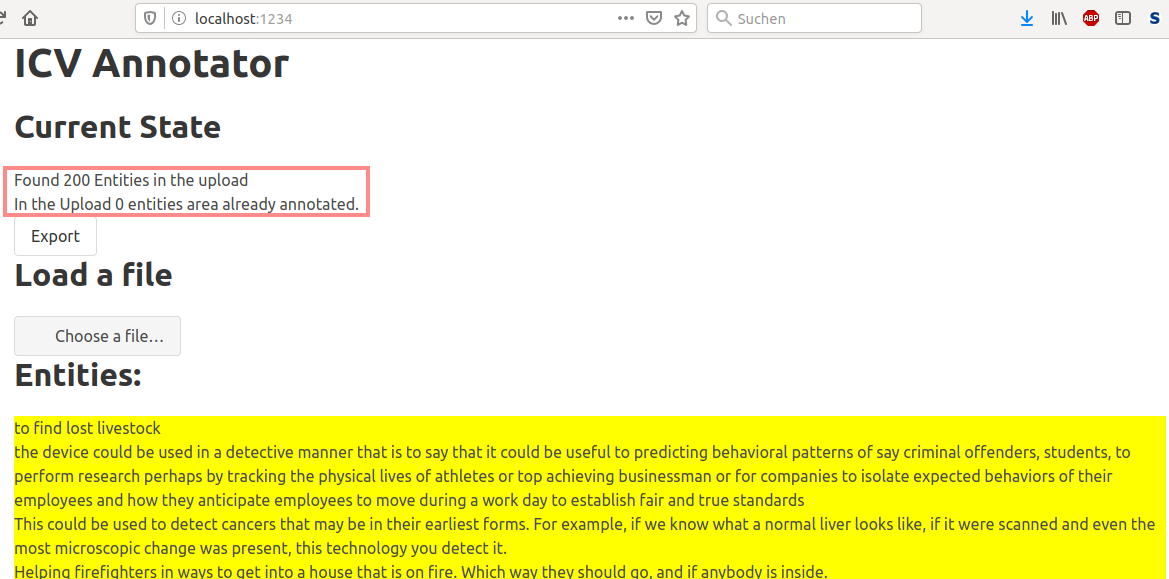 localhost:1234
Suchen
ABP
S
ICV Annotator
Current State
Found 200 Entities in the upload
In the Upload 0 entities area already annotated.
Export
Load a file
Choose a file…
Entities:
to find lost livestock
the device could be used in a detective manner that is to say that it could be useful to predicting behavioral patterns of say criminal offenders, students, to
perform research perhaps by tracking the physical lives of athletes or top achieving businessman or for companies to isolate expected behaviors of their
employees and how they anticipate employees to move during a work day to establish fair and true standards
This could be used to detect cancers that may be in their earliest forms. For example, if we know what a normal liver looks like, if it were scanned and even the
most microscopic change was present, this technology you detect it.
Helping firefighters in ways to get into a house that is on fire. Which way they should go, and if anybody is inside.